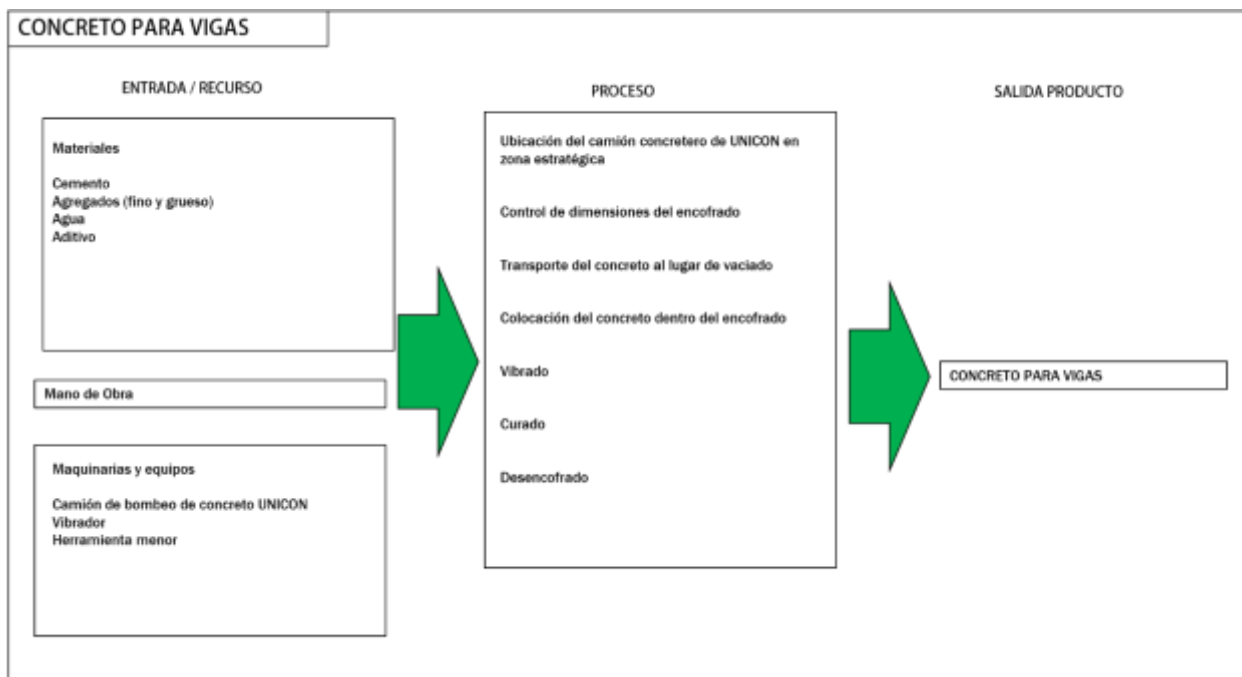 CONCRETO PARA VIGAS
ENTRADA / RECURSO
Materiales
Cemento
Agregados (fino y grueso)
Agua
Aditivo
Mano de Obra
Maquinarias y equipos
Camión de bombeo de concreto UNICON
Vibrador
Herramienta menor
PROCESO
Ubicación del camión concretero de UNICON en
zona estratégica
Control de dimensiones del encofrado
Transporte del concreto al lugar de vaciado
Colocación del concreto dentro del encofrado
Vibrado
Curado
Desencofrado
SALIDA PRODUCTO
CONCRETO PARA VIGAS